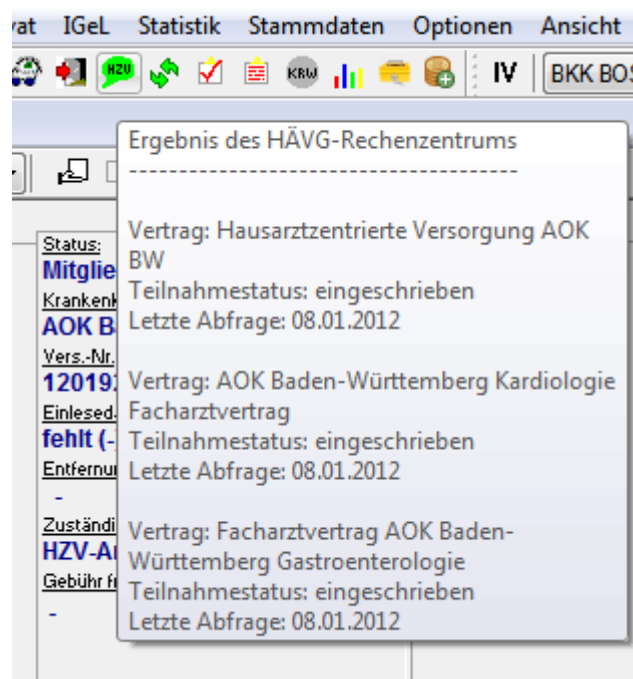 IGeL Statistik Stammdaten Optionen Ansicht
HZV KRW IV BKK BOS
Ergebnis des HÄVG-Rechenzentrums
---------------------------------------
Vertrag: Hausarztzentrierte Versorgung AOK
BW
Teilnahmestatus: eingeschrieben
Letzte Abfrage: 08.01.2012
Vertrag: AOK Baden-Württemberg Kardiologie
Facharztvertrag
Teilnahmestatus: eingeschrieben
Letzte Abfrage: 08.01.2012
Vertrag: Facharztvertrag AOK Baden-
Württemberg Gastroenterologie
Teilnahmestatus: eingeschrieben
Letzte Abfrage: 08.01.2012
Status:
Mitglie
Krankenk
AOK B
Vers.-Nr.
120192
Einlesed.
fehlt (-
Entfernu
-
Zuständi
HZV-A
Gebühr f
-